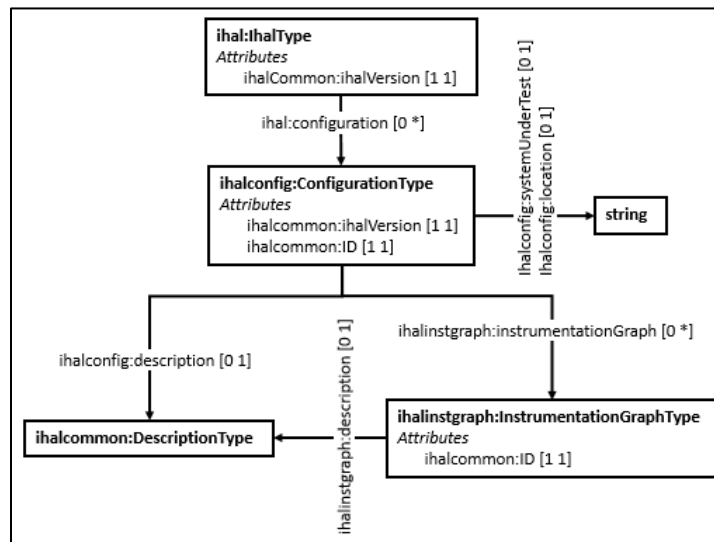 ihal:IhalType
Attributes
ihalCommon:ihalVersion [1 1]
ihal:configuration [0 *]
Ihalconfig:systemUnderTest [0 1]
Ihalconfig:location [0 1]
ihalconfig:ConfigurationType
Attributes
ihalcommon:ihalVersion [1 1]
ihalcommon:ID [1 1]
string
ihalconfig:description [0 1]
ihalinstgraph:description [0 1]
ihalinstgraph:instrumentationGraph [0 *]
ihalcommon:DescriptionType
ihalinstgraph:InstrumentationGraphType
Attributes
ihalcommon:ID [1 1]